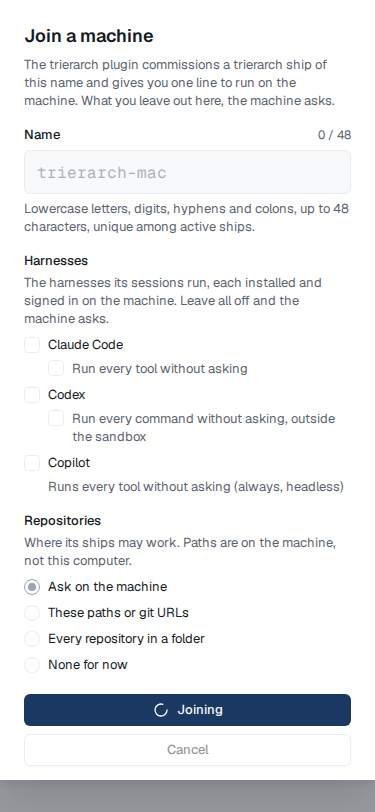 Join a machine
The trierarch plugin commissions a trierarch ship of
this name and gives you one line to run on the
machine. What you leave out here, the machine asks.
Name 0 / 48
trierarch-mac
Lowercase letters, digits, hyphens and colons, up to 48
characters, unique among active ships.
Harnesses
The harnesses its sessions run, each installed and
signed in on the machine. Leave all off and the
machine asks.
Claude Code
Run every tool without asking
Codex
Run every command without asking, outside
the sandbox
Copilot
Runs every tool without asking (always, headless)
Repositories
Where its ships may work. Paths are on the machine,
not this computer.
Ask on the machine
These paths or git URLs
Every repository in a folder
None for now
Joining
Cancel